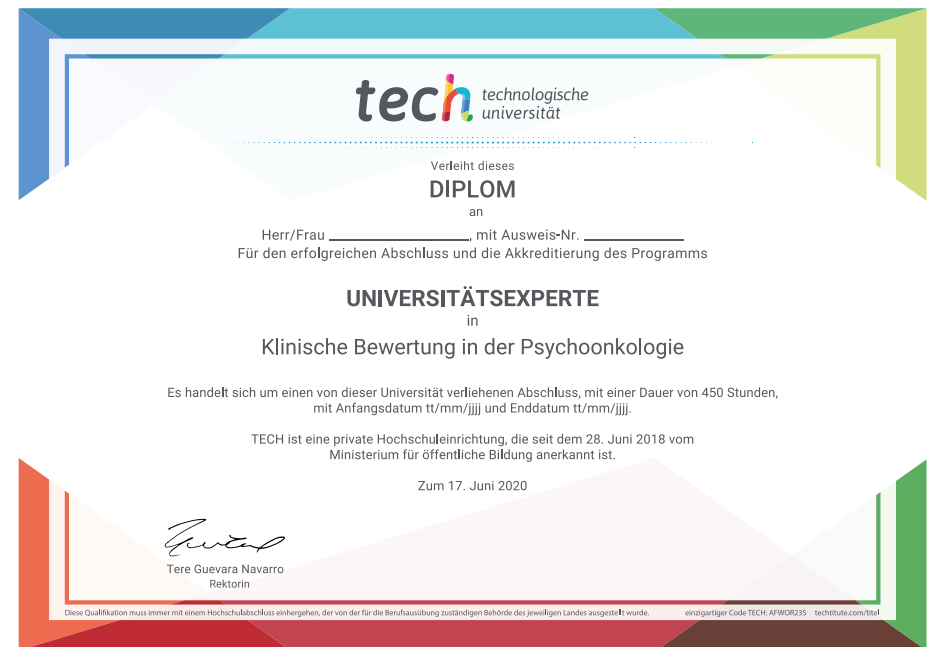 tech technologische
universität
Verleiht dieses
DIPLOM
an
Herr/Frau ____________________, mit Ausweis-Nr. ______________
Für den erfolgreichen Abschluss und die Akkreditierung des Programms
UNIVERSITÄTSEXPERTE
in
Klinische Bewertung in der Psychoonkologie
Es handelt sich um einen von dieser Universität verliehenen Abschluss, mit einer Dauer von 450 Stunden,
mit Anfangsdatum tt/mm/jjjj und Enddatum tt/mm/jjjj.
TECH ist eine private Hochschuleinrichtung, die seit dem 28. Juni 2018 vom
Ministerium für öffentliche Bildung anerkannt ist.
Zum 17. Juni 2020
Tere Guevara Navarro
Rektorin
Diese Qualifikation muss immer mit einem Hochschulabschluss einhergehen, der von der für die Berufsausübung zuständigen Behörde des jeweiligen Landes ausgestellt wurde. einzigartiger Code TECH: AFWOR23S techtitute.com/titel